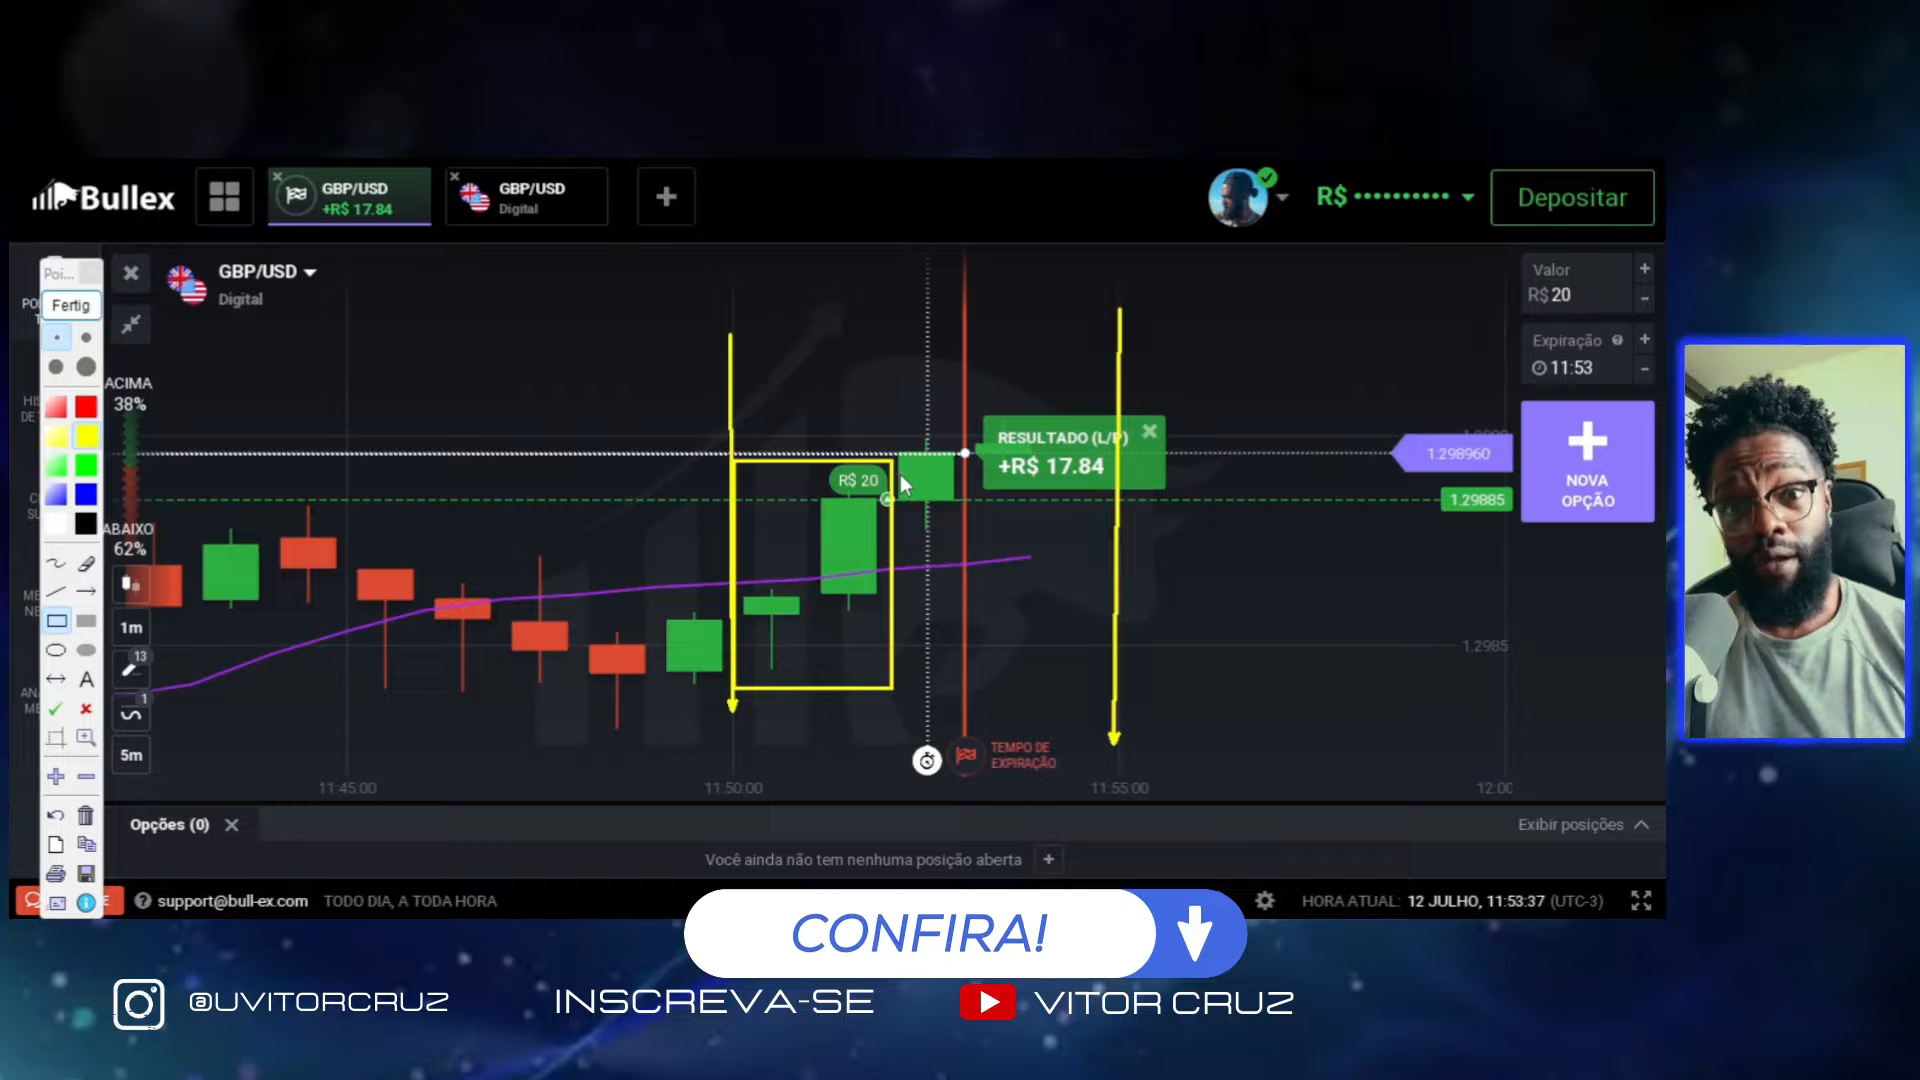 Bullex
GBP/USD
+R$ 17.84
GBP/USD
Digital
R$ ••••••••••
Depositar
Poi...
Fertig
GBP/USD
Digital
Valor
R$ 20
Expiração
11:53
NOVA
OPÇÃO
ACIMA
38%
RESULTADO (L/P)
+R$ 17.84
1.298960
R$ 20
1.29885
ABAIXO
62%
1m
13
1
5m
1.2985
TEMPO DE
EXPIRAÇÃO
11:45:00
11:50:00
11:55:00
Opções (0)
Exibir posições
Você ainda não tem nenhuma posição aberta
support@bull-ex.com
TODO DIA, A TODA HORA
HORA ATUAL: 12 JULHO, 11:53:37 (UTC-3)
CONFIRA!
@UVITORCRUZ
INSCREVA-SE
VITOR CRUZ